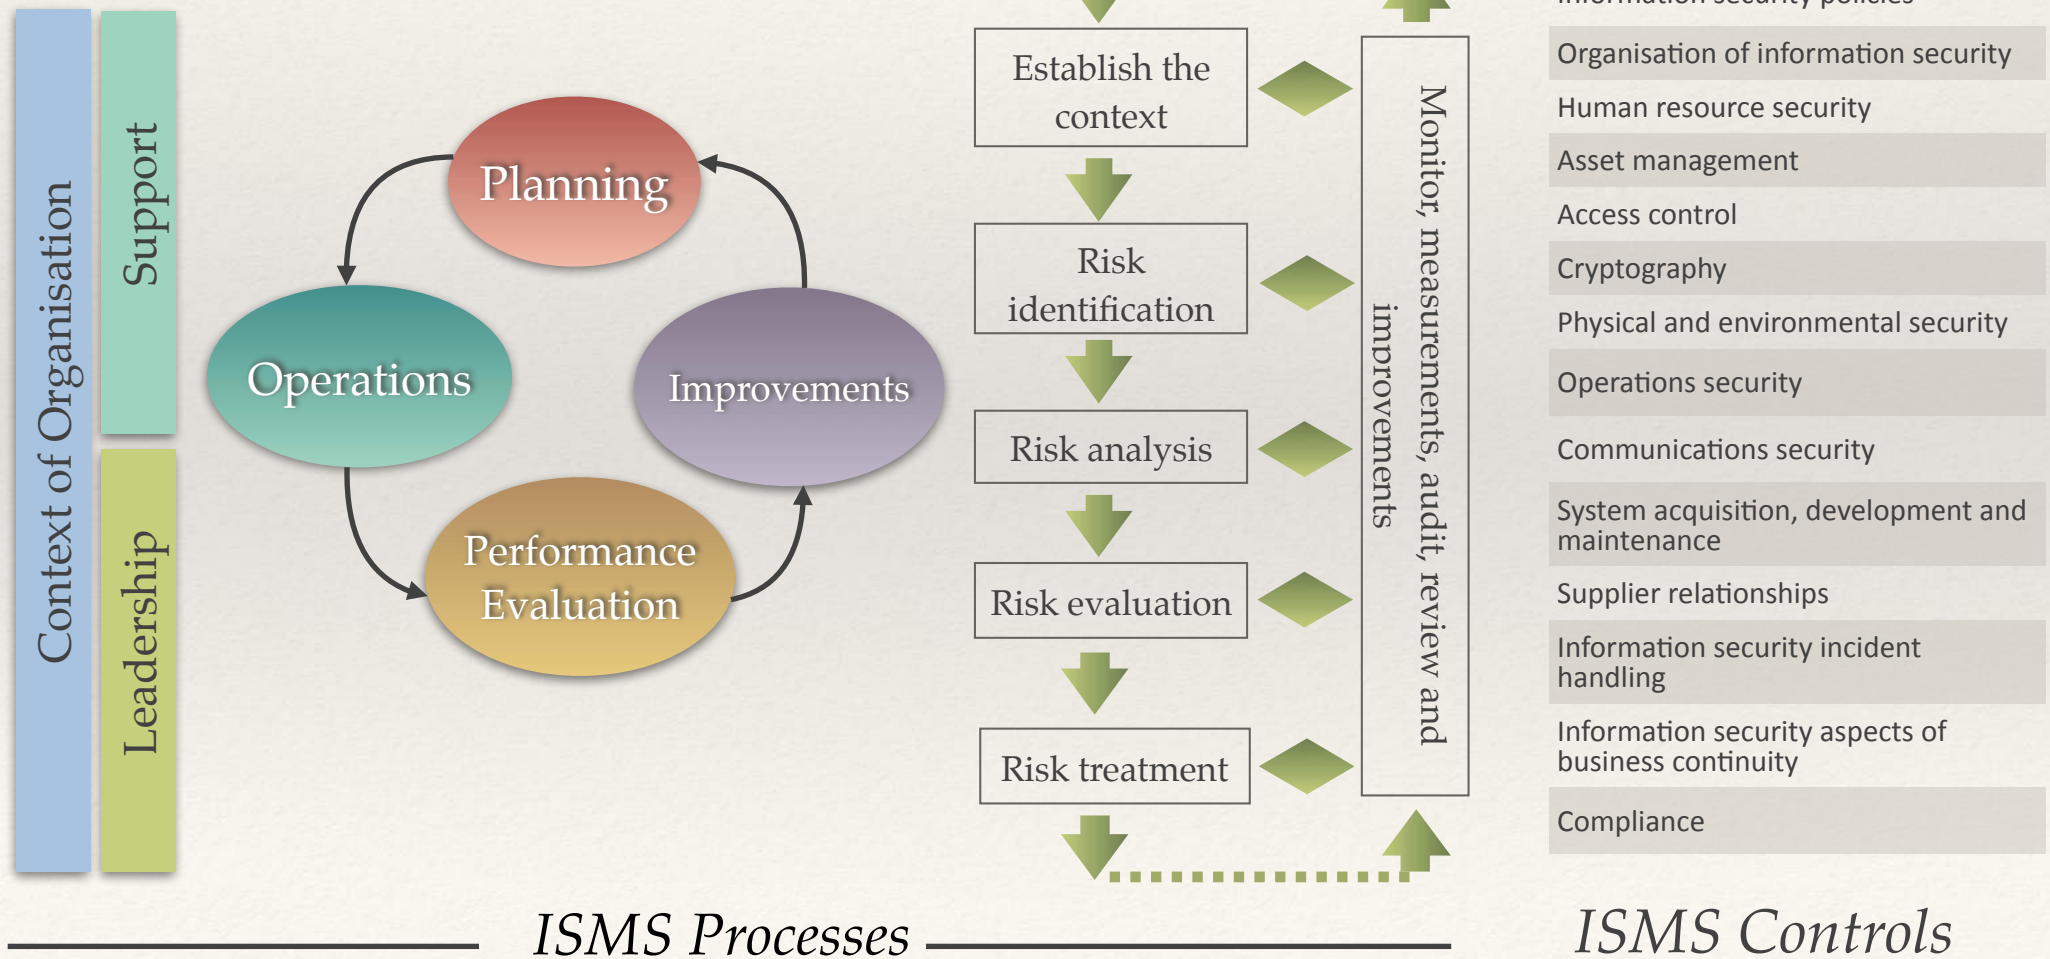 Context of Organisation
Support
Leadership
Planning
Operations
Improvements
Performance
Evaluation
Establish the
context
Risk
identification
Risk analysis
Risk evaluation
Risk treatment
Monitor, measurements, audit, review and
improvements
Information security policies
Organisation of information security
Human resource security
Asset management
Access control
Cryptography
Physical and environmental security
Operations security
Communications security
System acquisition, development and
maintenance
Supplier relationships
Information security incident
handling
Information security aspects of
business continuity
Compliance
ISMS Processes
ISMS Controls